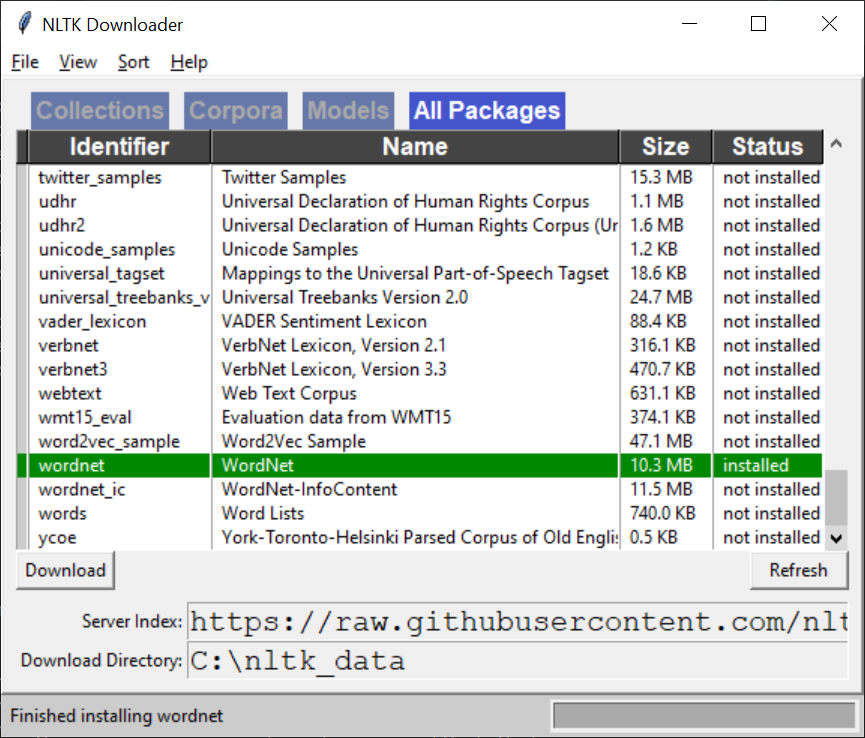 NLTK Downloader
File View Sort Help
Collections Corpora Models All Packages
Identifier Name Size Status
twitter_samples Twitter Samples 15.3 MB not installed
udhr Universal Declaration of Human Rights Corpus 1.1 MB not installed
udhr2 Universal Declaration of Human Rights Corpus (Ur 1.6 MB not installed
unicode_samples Unicode Samples 1.2 KB not installed
universal_tagset Mappings to the Universal Part-of-Speech Tagset 18.6 KB not installed
universal_treebanks_v Universal Treebanks Version 2.0 24.7 MB not installed
vader_lexicon VADER Sentiment Lexicon 88.4 KB not installed
verbnet VerbNet Lexicon, Version 2.1 316.1 KB not installed
verbnet3 VerbNet Lexicon, Version 3.3 470.7 KB not installed
webtext Web Text Corpus 631.1 KB not installed
wmt15_eval Evaluation data from WMT15 374.1 KB not installed
word2vec_sample Word2Vec Sample 47.1 MB not installed
wordnet WordNet 10.3 MB installed
wordnet_ic WordNet-InfoContent 11.5 MB not installed
words Word Lists 740.0 KB not installed
ycoe York-Toronto-Helsinki Parsed Corpus of Old Englis 0.5 KB not installed
Download Refresh
Server Index: https://raw.githubusercontent.com/nlt
Download Directory: C:\nltk_data
Finished installing wordnet